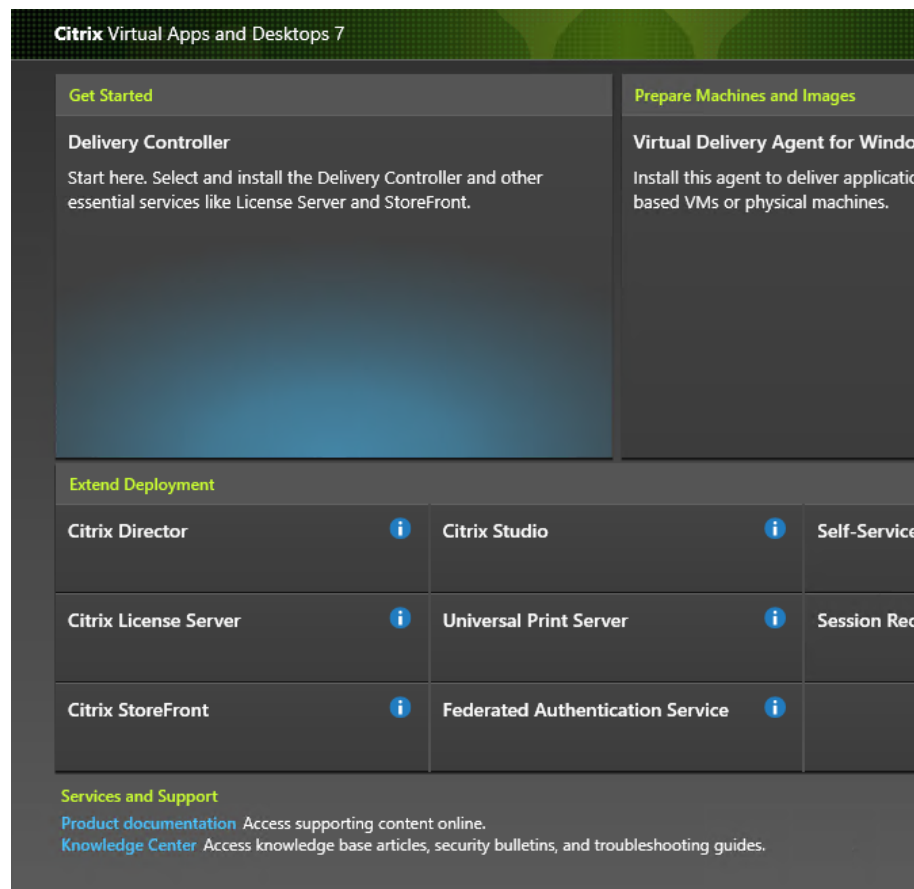 Citrix Virtual Apps and Desktops 7
Get Started
Delivery Controller
Start here. Select and install the Delivery Controller and other
essential services like License Server and StoreFront.
Prepare Machines and Images
Virtual Delivery Agent for Windo
Install this agent to deliver applicatio
based VMs or physical machines.
Extend Deployment
Citrix Director
Citrix Studio
Self-Service
Citrix License Server
Universal Print Server
Session Rec
Citrix StoreFront
Federated Authentication Service
Services and Support
Product documentation Access supporting content online.
Knowledge Center Access knowledge base articles, security bulletins, and troubleshooting guides.